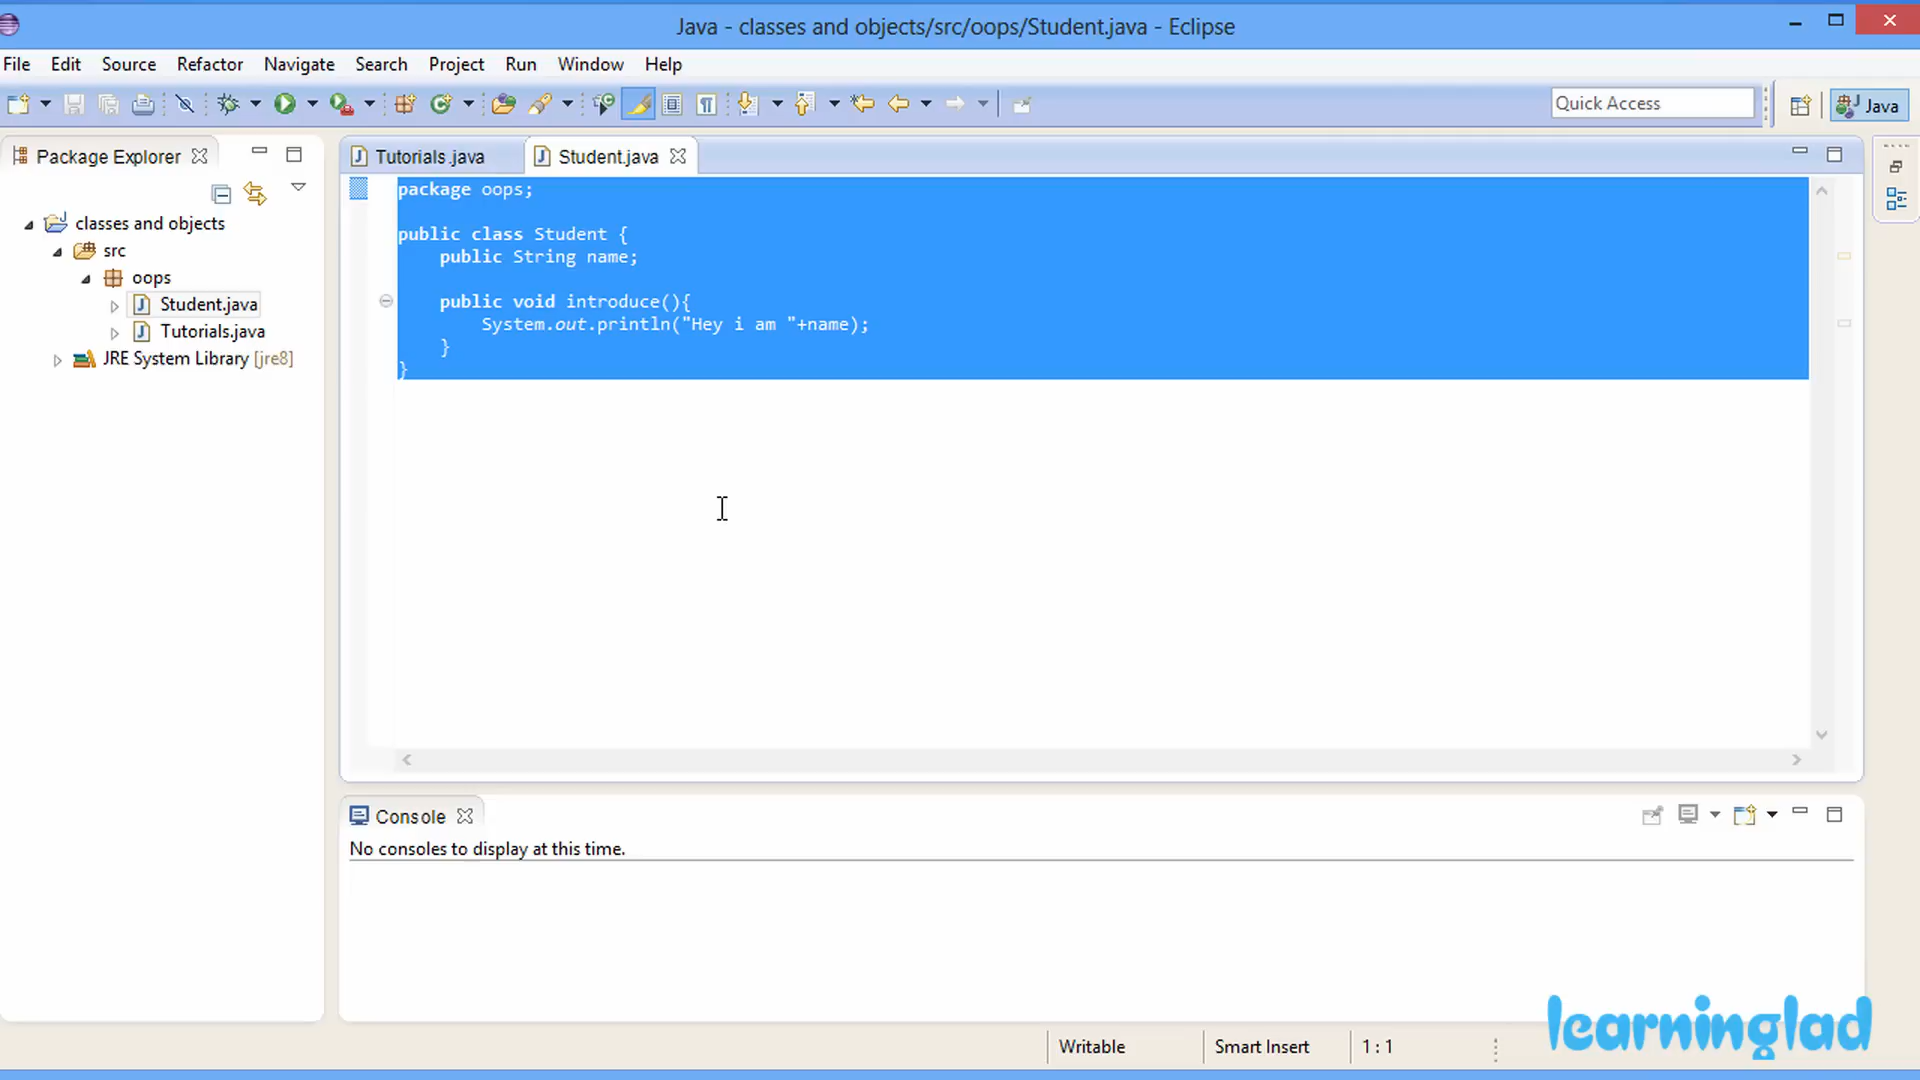 Java - classes and objects/src/oops/Student.java - Eclipse
File Edit Source Refactor Navigate Search Project Run Window Help
Quick Access
Java
Package Explorer
classes and objects
src
oops
Student.java
Tutorials.java
JRE System Library [jre8]
Tutorials.java
Student.java
package oops;
public class Student {
public String name;
public void introduce(){
System.out.println("Hey i am "+name);
}
}
Console
No consoles to display at this time.
Writable
Smart Insert
1 : 1
learninglad